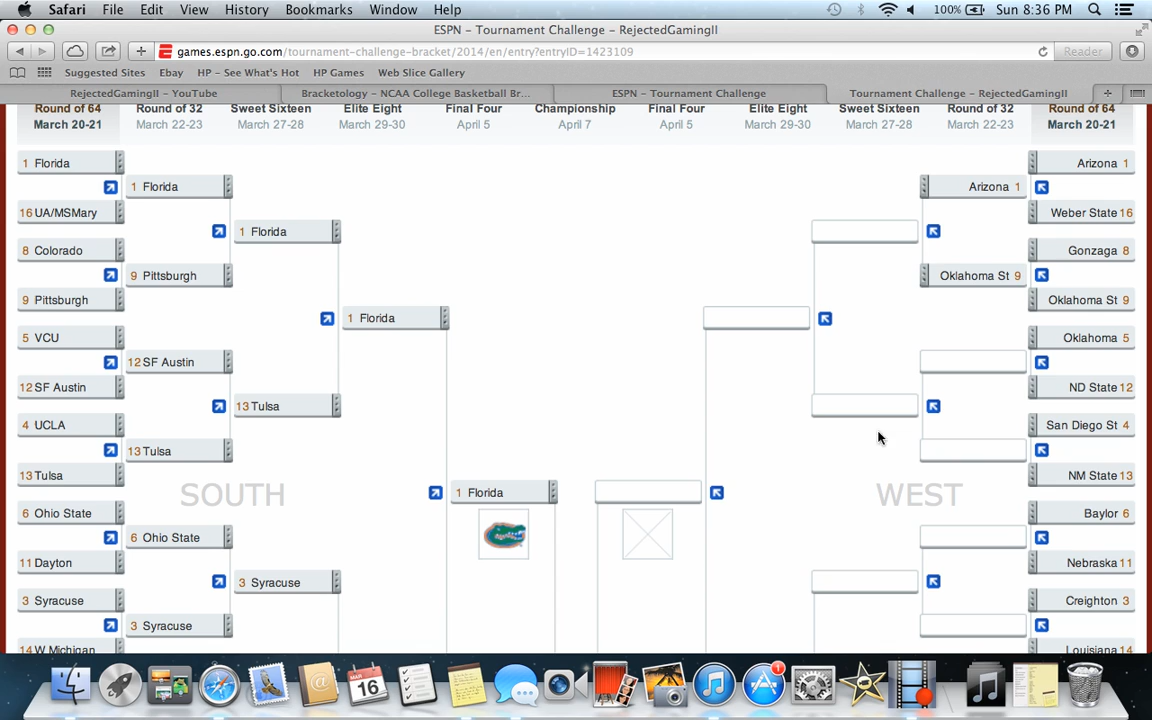 Safari File Edit View History Bookmarks Window Help 100% Sun 8:36 PM
ESPN – Tournament Challenge – RejectedGamingII
games.espn.go.com/tournament-challenge-bracket/2014/en/entry?entryID=1423109 Reader
Suggested Sites Ebay HP – See What's Hot HP Games Web Slice Gallery
RejectedGamingII – YouTube Bracketology – NCAA College Basketball Br... ESPN – Tournament Challenge Tournament Challenge – RejectedGamingII
Round of 64 Round of 32 Sweet Sixteen Elite Eight Final Four Championship Final Four Elite Eight Sweet Sixteen Round of 32 Round of 64
March 20-21 March 22-23 March 27-28 March 29-30 April 5 April 7 April 5 March 29-30 March 27-28 March 22-23 March 20-21
1 Florida Arizona 1
1 Florida Arizona 1
16 UA/MSMary Weber State 16
1 Florida
8 Colorado Gonzaga 8
9 Pittsburgh Oklahoma St 9
9 Pittsburgh Oklahoma St 9
1 Florida
5 VCU Oklahoma 5
12 SF Austin
12 SF Austin ND State 12
13 Tulsa
4 UCLA San Diego St 4
13 Tulsa
13 Tulsa NM State 13
1 Florida
SOUTH WEST
6 Ohio State Baylor 6
6 Ohio State
11 Dayton Nebraska 11
3 Syracuse
3 Syracuse Creighton 3
3 Syracuse
14 W Michigan Louisiana 14
MAR
16
1